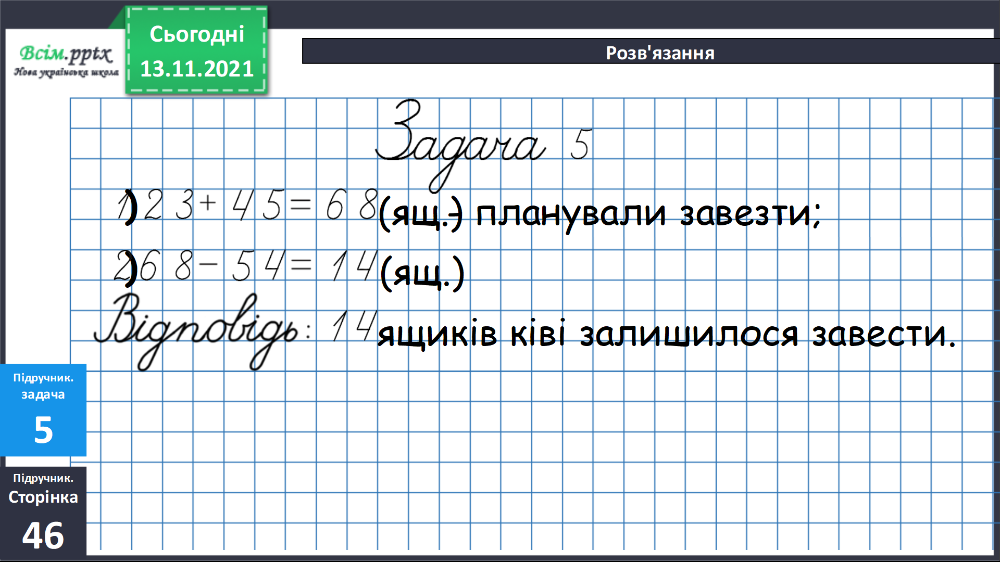 Всім.pptx
Нова українська школа
Сьогодні
13.11.2021
Розв'язання
Задача 5
1) 23+45=68(ящ.)- планували завезти;
2) 68-54=14(ящ.)
Відповідь: 14 ящиків ківі залишилося завести.
Підручник.
задача
5
Підручник.
Сторінка
46